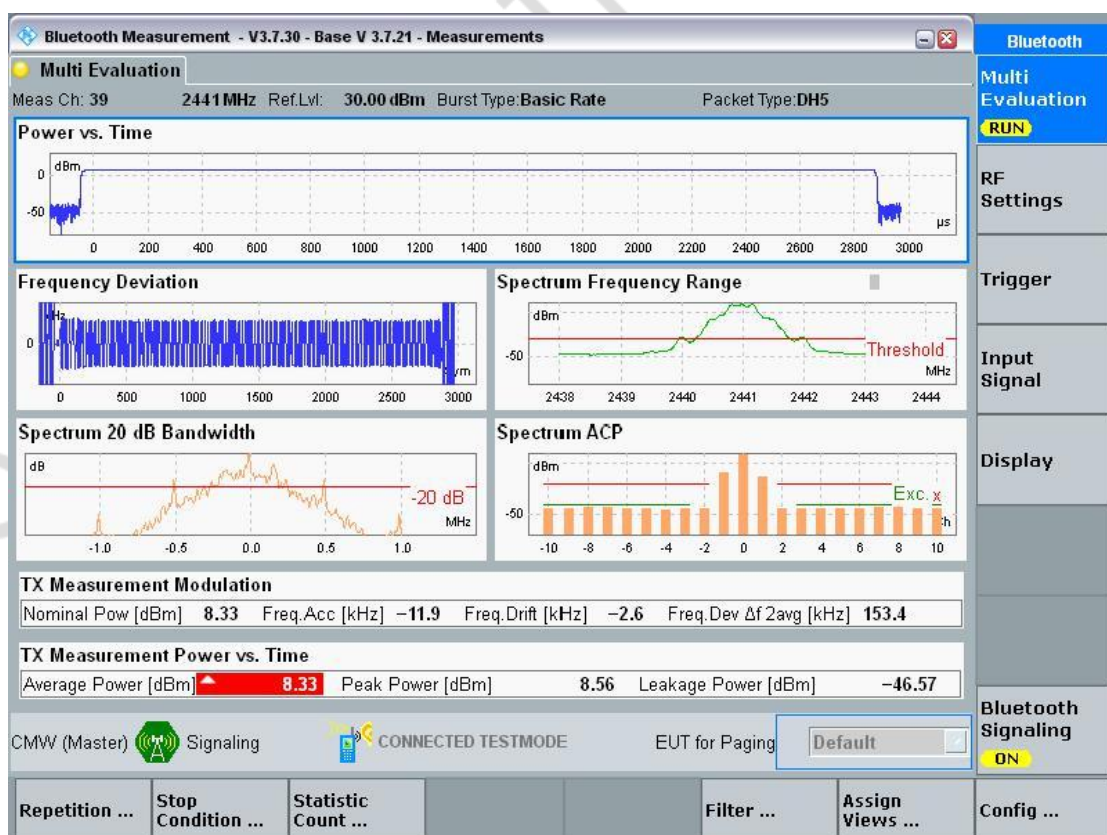 Bluetooth Measurement - V3.7.30 - Base V 3.7.21 - Measurements
Bluetooth
Multi Evaluation
Multi Evaluation
RUN
Meas Ch: 39 2441 MHz Ref.Lvl: 30.00 dBm Burst Type:Basic Rate Packet Type:DH5
Power vs. Time
dBm
0
-50
µs
0 200 400 600 800 1000 1200 1400 1600 1800 2000 2200 2400 2600 2800 3000
RF Settings
Frequency Deviation
0
0 500 1000 1500 2000 2500 3000
Spectrum Frequency Range
dBm
-50
Threshold
MHz
2438 2439 2440 2441 2442 2443 2444
Trigger
Input Signal
Spectrum 20 dB Bandwidth
dB
-20 dB
MHz
-1.0 -0.5 0.0 0.5 1.0
Spectrum ACP
dBm
-50
Exc. x
-10 -8 -6 -4 -2 0 2 4 6 8 10
Display
TX Measurement Modulation
Nominal Pow [dBm] 8.33 Freq.Acc [kHz] −11.9 Freq.Drift [kHz] −2.6 Freq.Dev Δf 2avg [kHz] 153.4
TX Measurement Power vs. Time
Average Power [dBm] 8.33 Peak Power [dBm] 8.56 Leakage Power [dBm] −46.57
CMW (Master) Signaling CONNECTED TESTMODE EUT for Paging Default
Bluetooth Signaling
ON
Repetition ... Stop Condition ... Statistic Count ... Filter ... Assign Views ... Config ...